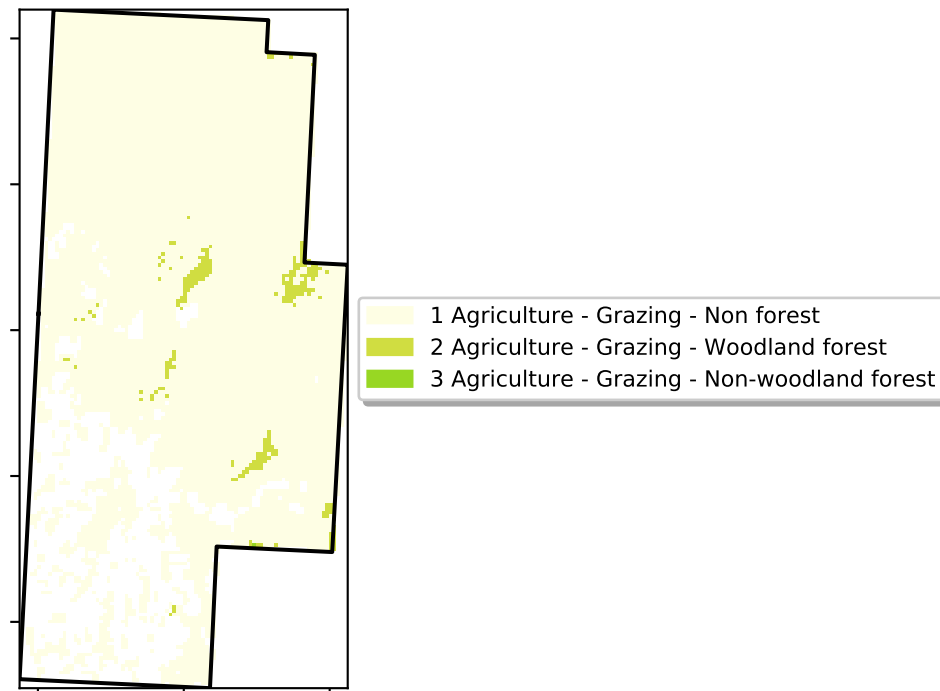 1 Agriculture - Grazing - Non forest
2 Agriculture - Grazing - Woodland forest
3 Agriculture - Grazing - Non-woodland forest